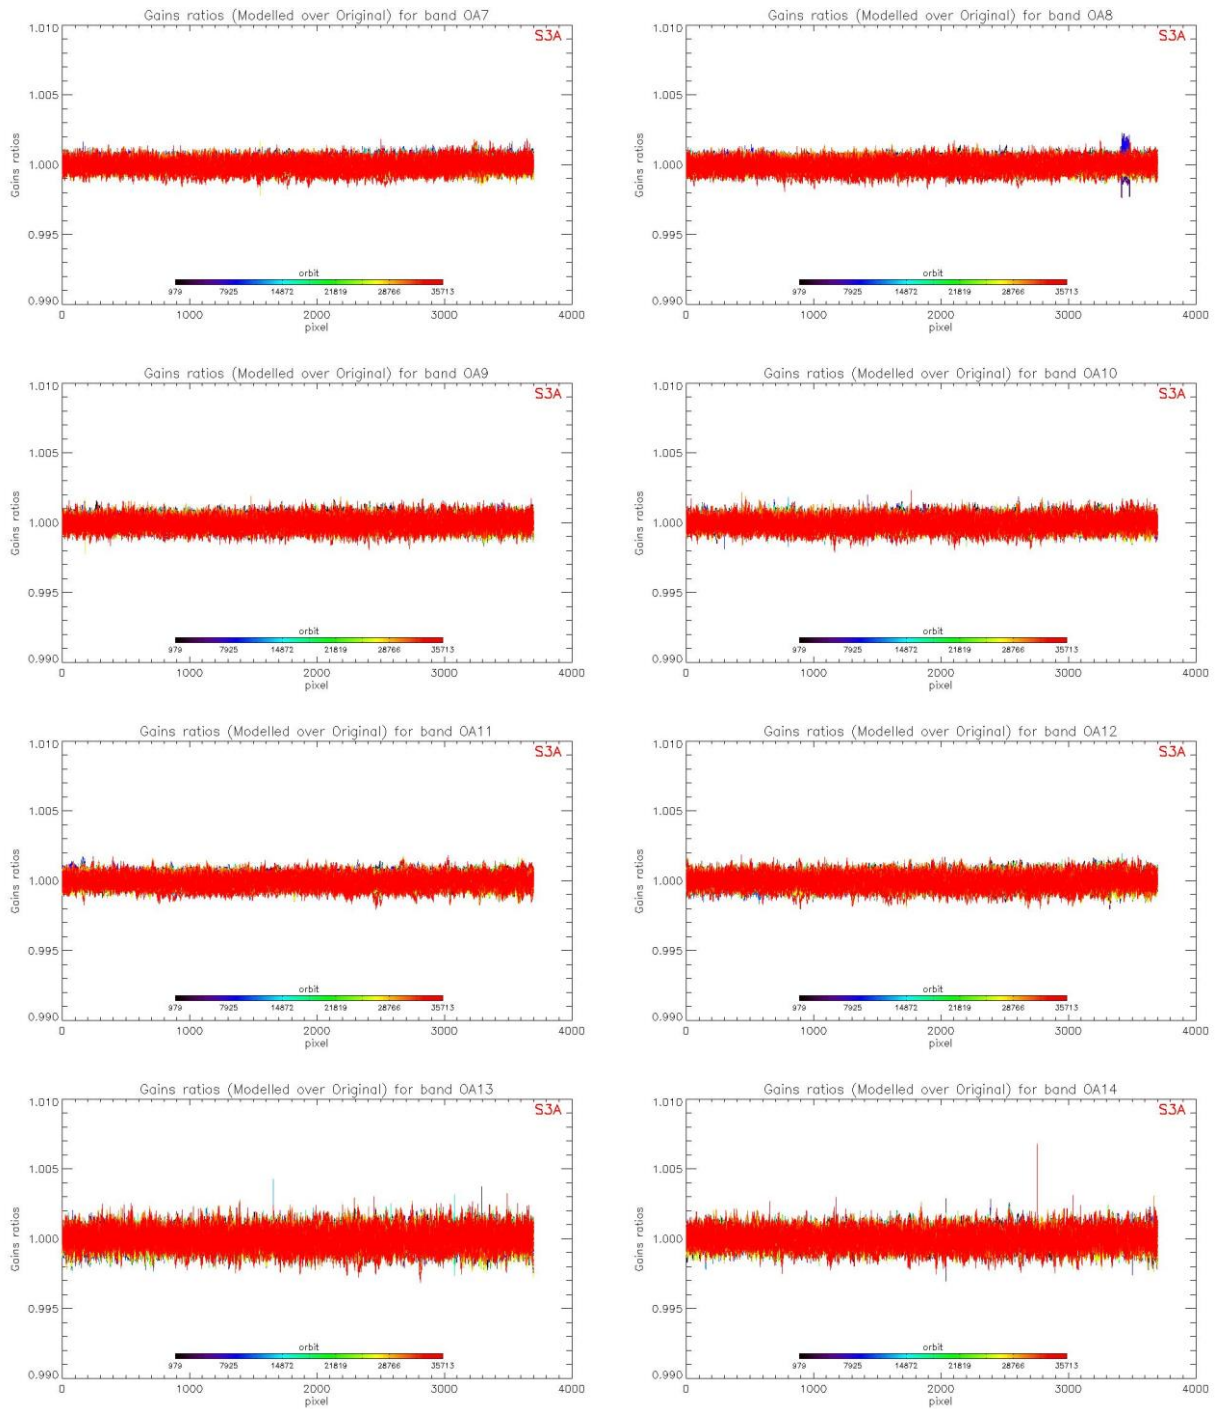 Gains ratios (Modelled over Original) for band OA7
S3A
1.010
1.005
1.000
0.995
0.990
Gains ratios
orbit
979 7925 14872 21819 28766 35713
0 1000 2000 3000 4000
pixel
Gains ratios (Modelled over Original) for band OA8
S3A
1.010
1.005
1.000
0.995
0.990
Gains ratios
orbit
979 7925 14872 21819 28766 35713
0 1000 2000 3000 4000
pixel
Gains ratios (Modelled over Original) for band OA9
S3A
1.010
1.005
1.000
0.995
0.990
Gains ratios
orbit
979 7925 14872 21819 28766 35713
0 1000 2000 3000 4000
pixel
Gains ratios (Modelled over Original) for band OA10
S3A
1.010
1.005
1.000
0.995
0.990
Gains ratios
orbit
979 7925 14872 21819 28766 35713
0 1000 2000 3000 4000
pixel
Gains ratios (Modelled over Original) for band OA11
S3A
1.010
1.005
1.000
0.995
0.990
Gains ratios
orbit
979 7925 14872 21819 28766 35713
0 1000 2000 3000 4000
pixel
Gains ratios (Modelled over Original) for band OA12
S3A
1.010
1.005
1.000
0.995
0.990
Gains ratios
orbit
979 7925 14872 21819 28766 35713
0 1000 2000 3000 4000
pixel
Gains ratios (Modelled over Original) for band OA13
S3A
1.010
1.005
1.000
0.995
0.990
Gains ratios
orbit
979 7925 14872 21819 28766 35713
0 1000 2000 3000 4000
pixel
Gains ratios (Modelled over Original) for band OA14
S3A
1.010
1.005
1.000
0.995
0.990
Gains ratios
orbit
979 7925 14872 21819 28766 35713
0 1000 2000 3000 4000
pixel